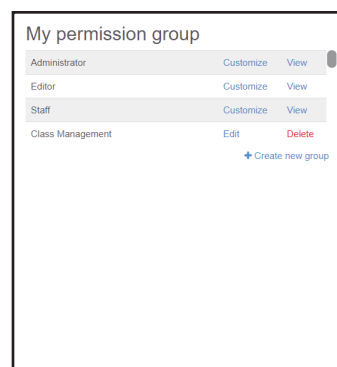 My permission group
Administrator Customize View
Editor Customize View
Staff Customize View
Class Management Edit Delete
+ Create new group